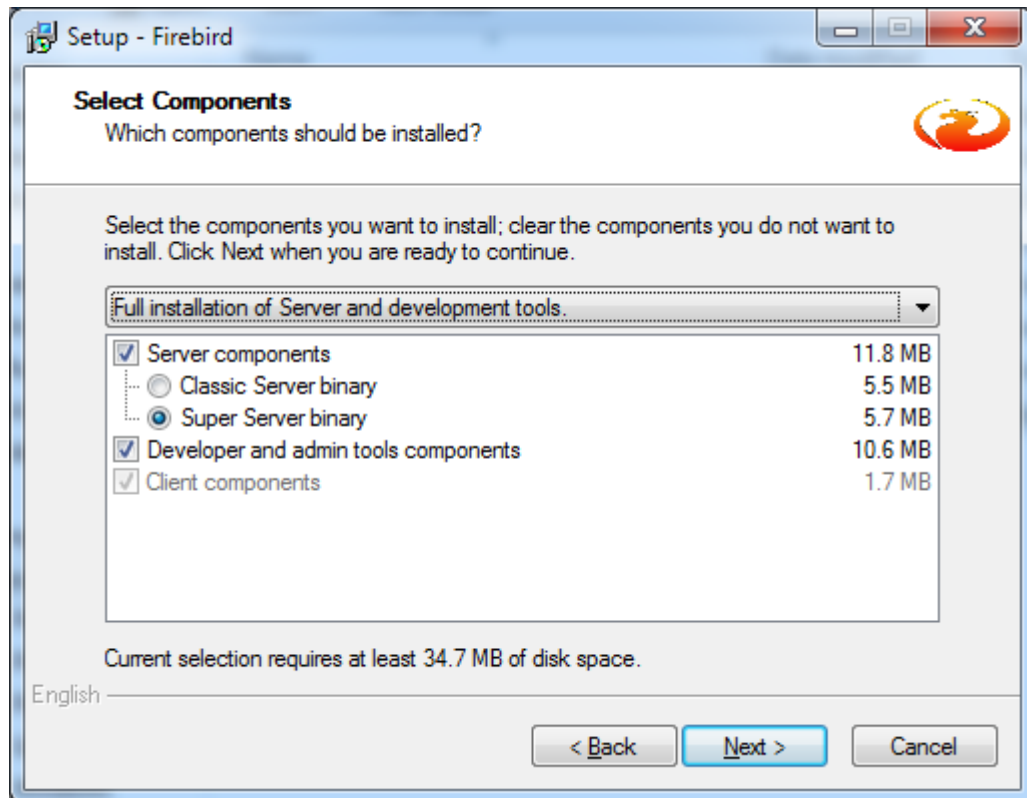 Setup - Firebird
Select Components
Which components should be installed?
Select the components you want to install; clear the components you do not want to
install. Click Next when you are ready to continue.
Full installation of Server and development tools.
Server components 11.8 MB
Classic Server binary 5.5 MB
Super Server binary 5.7 MB
Developer and admin tools components 10.6 MB
Client components 1.7 MB
Current selection requires at least 34.7 MB of disk space.
English
< Back Next > Cancel